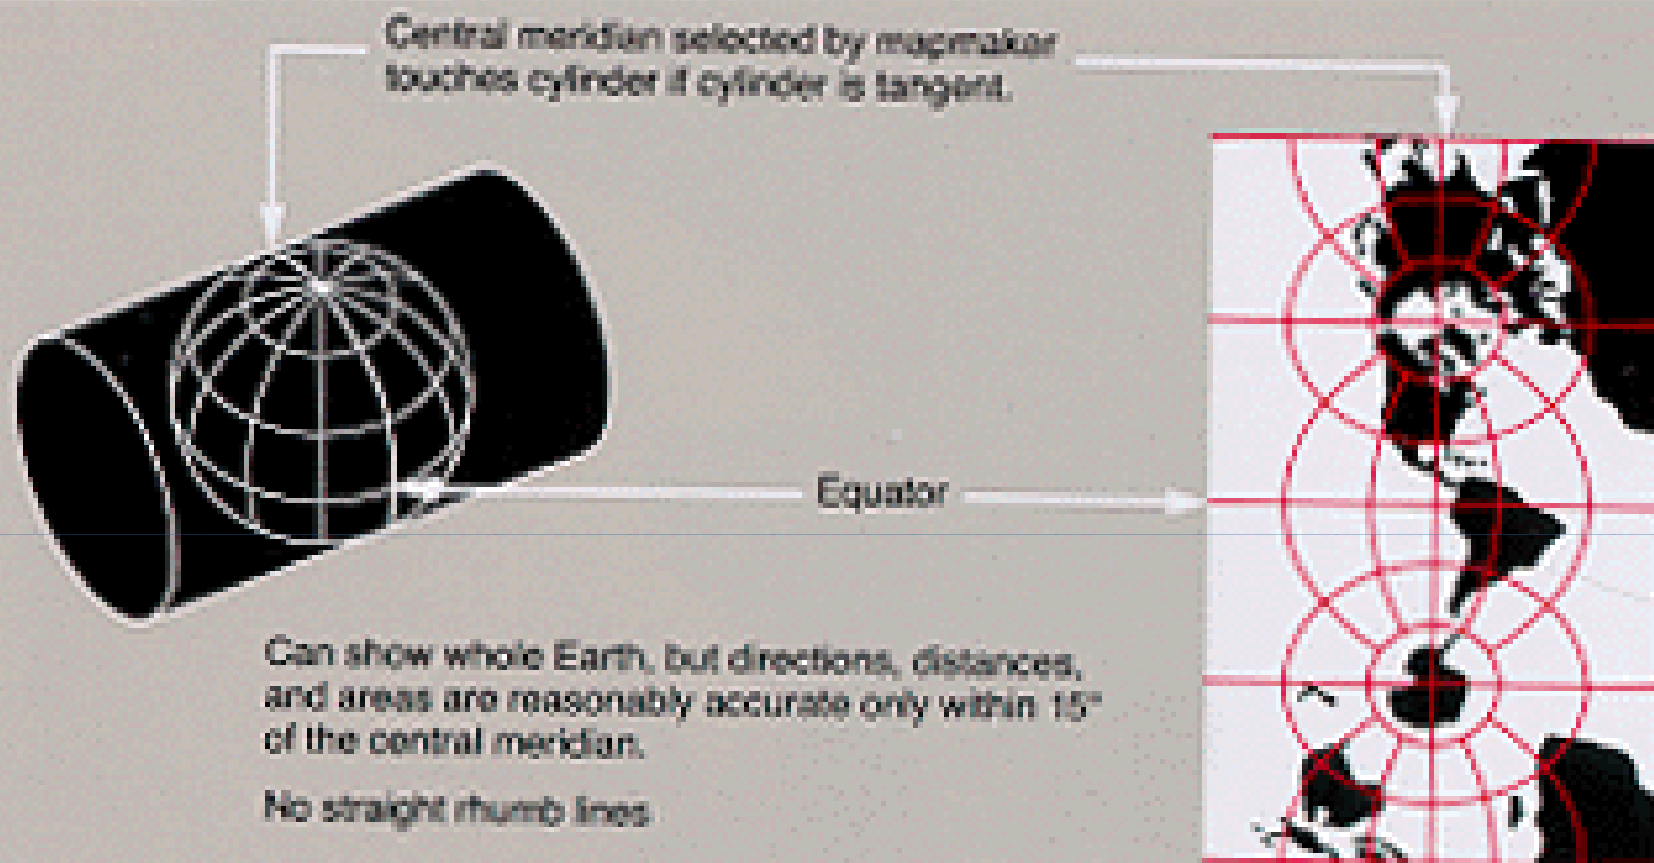 Central meridian selected by mapmaker
touches cylinder if cylinder is tangent.
Equator
Can show whole Earth, but directions, distances,
and areas are reasonably accurate only within 15°
of the central meridian.
No straight rhumb lines